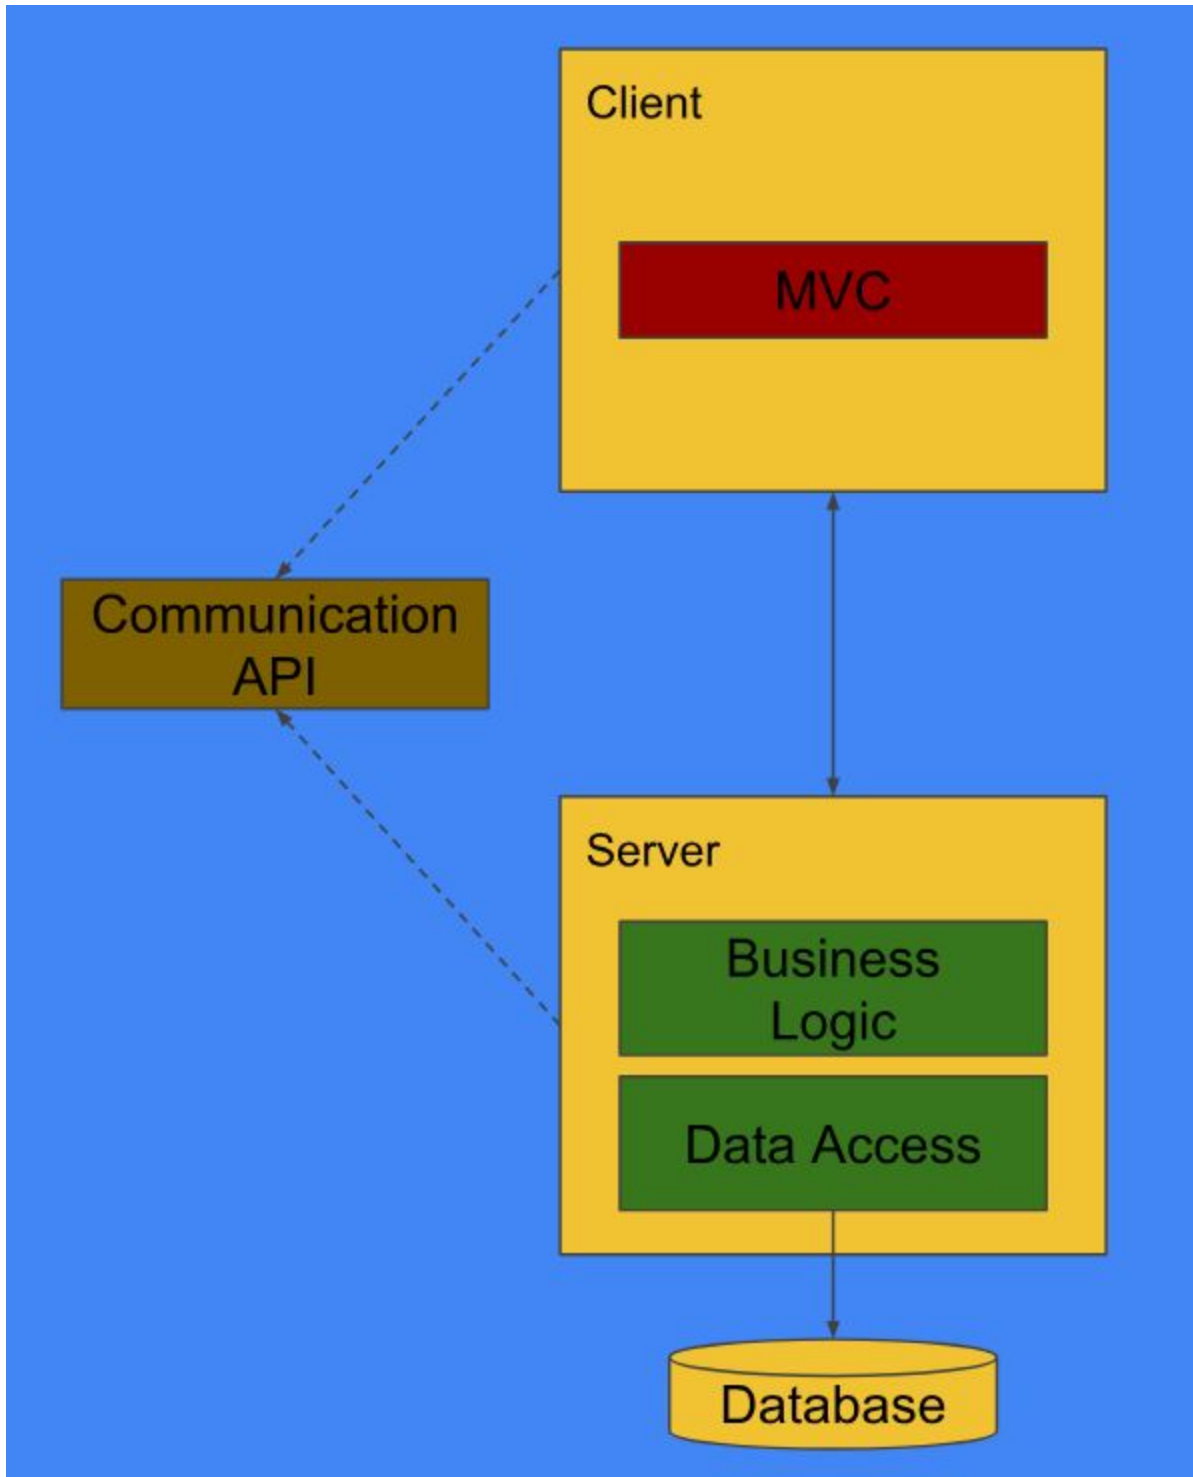 Client
MVC
Communication
API
Server
Business
Logic
Data Access
Database